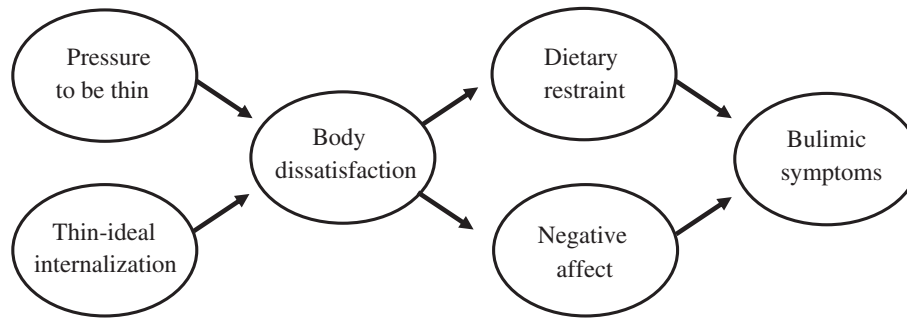 Pressure
to be thin
Thin-ideal
internalization
Body
dissatisfaction
Dietary
restraint
Negative
affect
Bulimic
symptoms